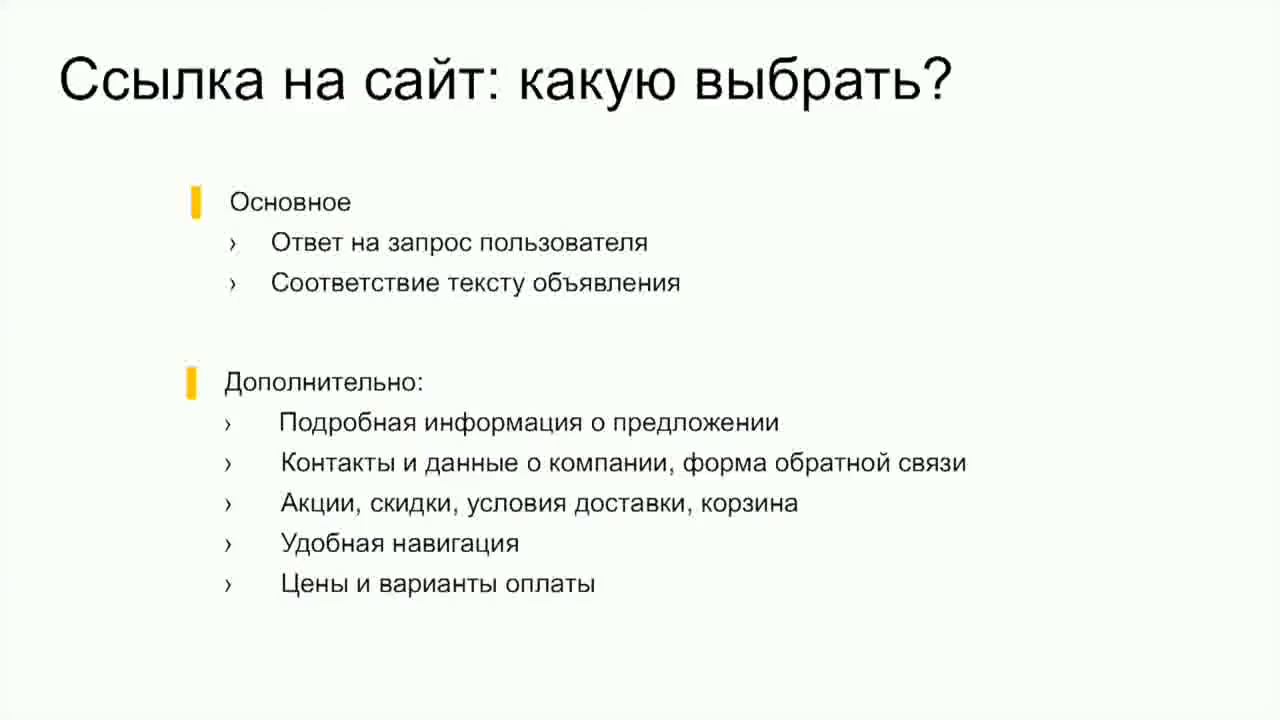 Ссылка на сайт: какую выбрать?
Основное
› Ответ на запрос пользователя
› Соответствие тексту объявления
Дополнительно:
› Подробная информация о предложении
› Контакты и данные о компании, форма обратной связи
› Акции, скидки, условия доставки, корзина
› Удобная навигация
› Цены и варианты оплаты